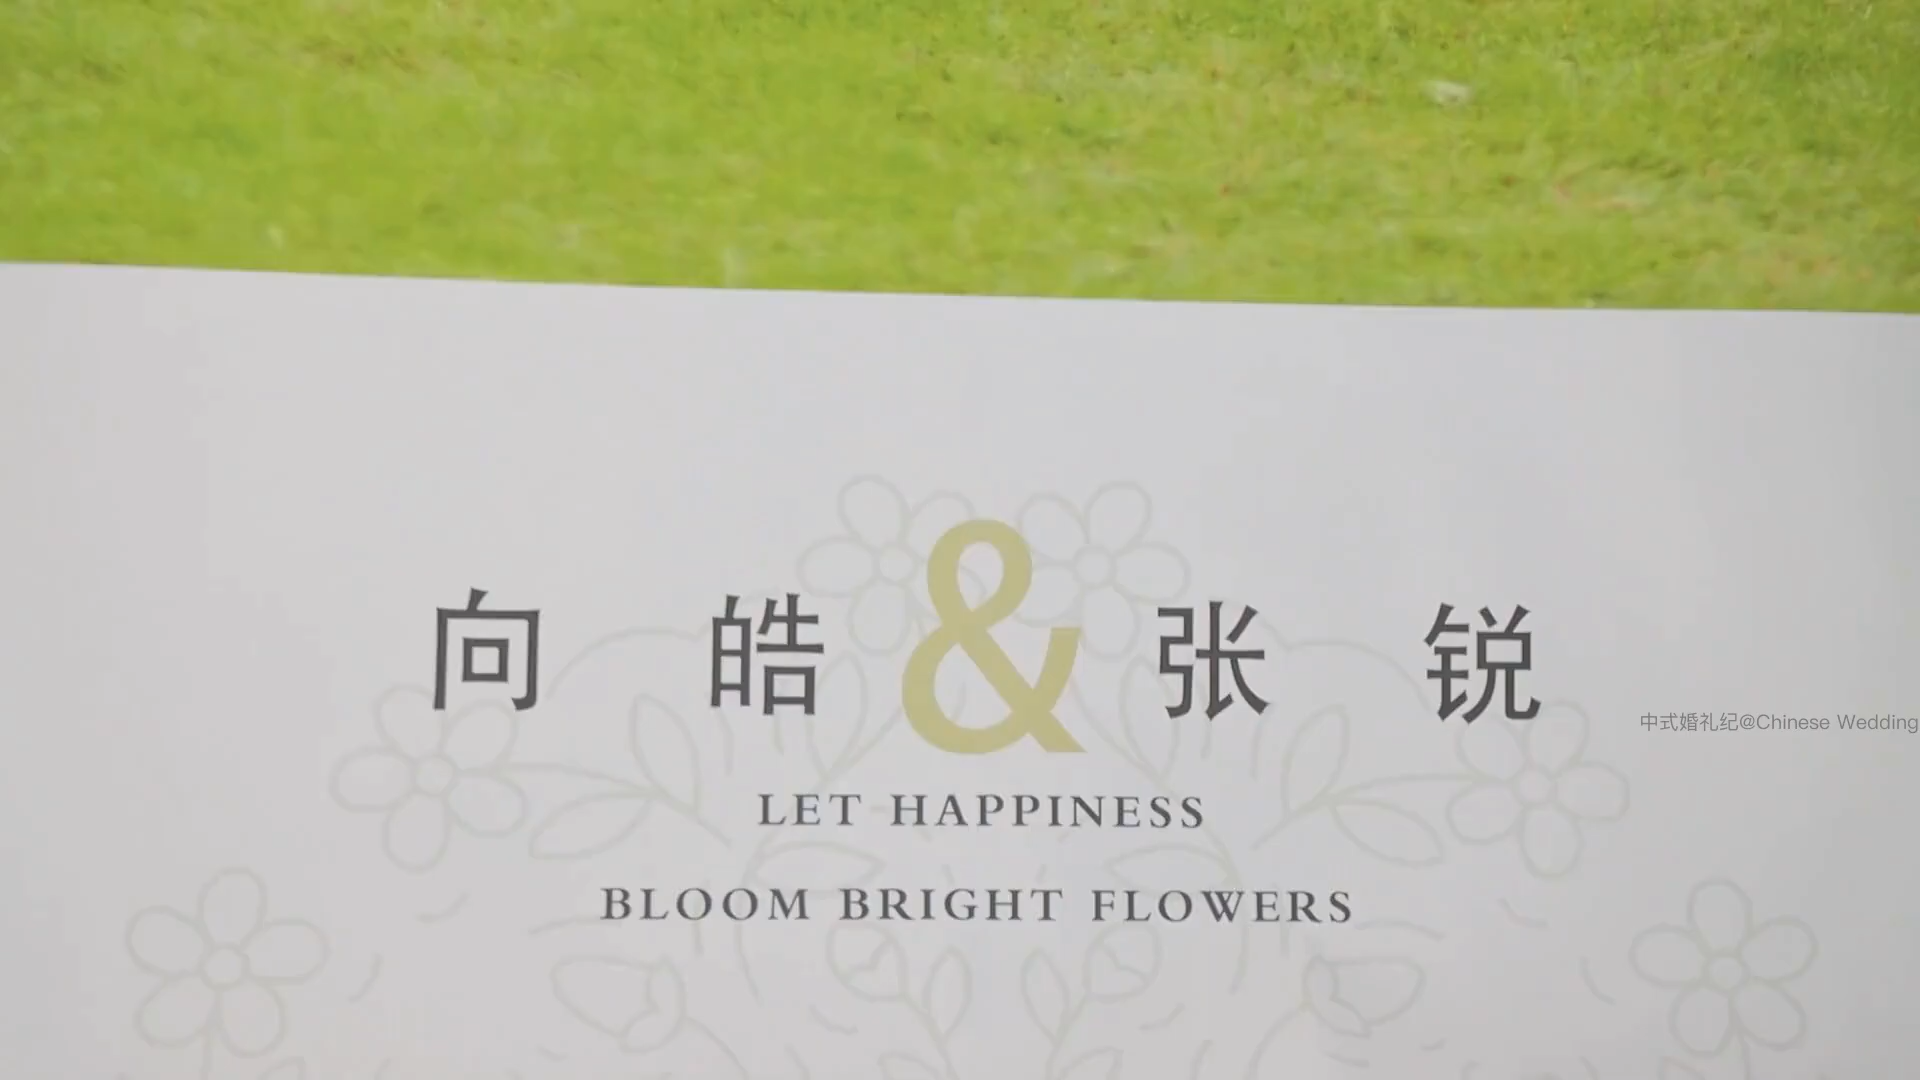 向皓&张锐
LET HAPPINESS
BLOOM BRIGHT FLOWERS
中式婚礼纪@Chinese Wedding